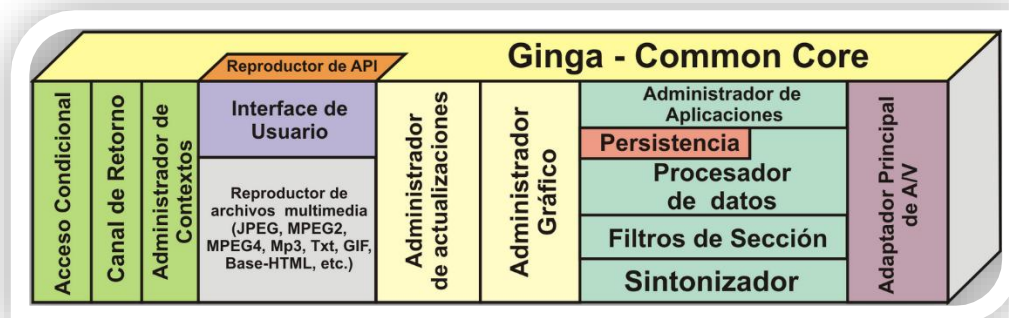 Ginga - Common Core
Reproductor de API
Acceso Condicional
Canal de Retorno
Administrador de
Contextos
Interface de
Usuario
Reproductor de
archivos multimedia
(JPEG, MPEG2,
MPEG4, Mp3, Txt, GIF,
Base-HTML, etc.)
Administrador
de actualizaciones
Administrador
Gráfico
Administrador de
Aplicaciones
Persistencia
Procesador
de datos
Filtros de Sección
Sintonizador
Adaptador Principal
de A/V